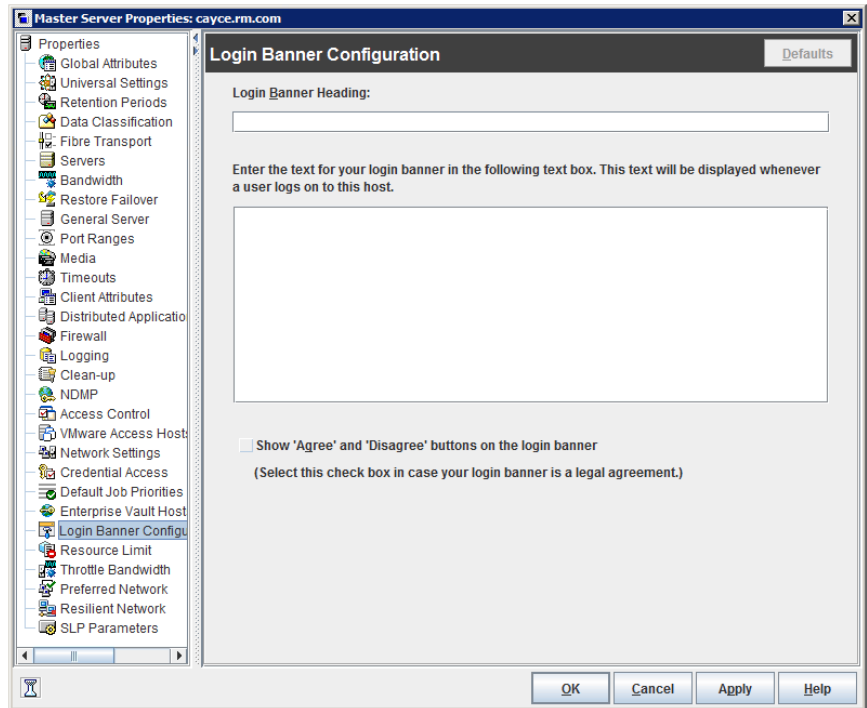 Master Server Properties: cayce.rm.com
Properties
Global Attributes
Universal Settings
Retention Periods
Data Classification
Fibre Transport
Servers
Bandwidth
Restore Failover
General Server
Port Ranges
Media
Timeouts
Client Attributes
Distributed Applicatio
Firewall
Logging
Clean-up
NDMP
Access Control
VMware Access Hosts
Network Settings
Credential Access
Default Job Priorities
Enterprise Vault Host
Login Banner Configu
Resource Limit
Throttle Bandwidth
Preferred Network
Resilient Network
SLP Parameters
Login Banner Configuration
Defaults
Login Banner Heading:
Enter the text for your login banner in the following text box. This text will be displayed whenever
a user logs on to this host.
Show 'Agree' and 'Disagree' buttons on the login banner
(Select this check box in case your login banner is a legal agreement.)
OK
Cancel
Apply
Help